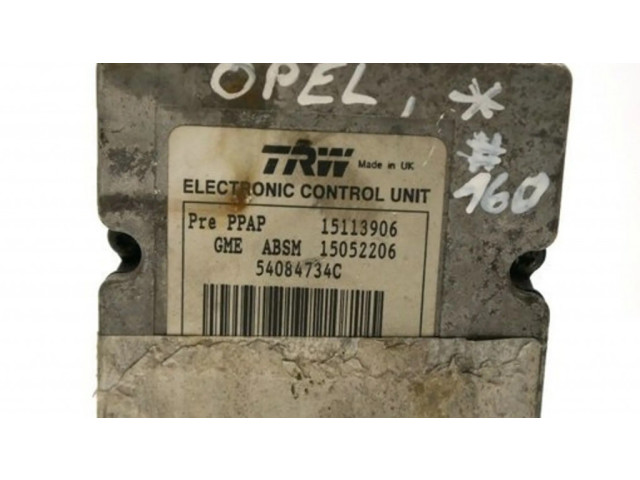 OPEL, *
# 160
TRW Made in UK
ELECTRONIC CONTROL UNIT
Pre PPAP 15113906
GME ABSM 15052206
54084734C